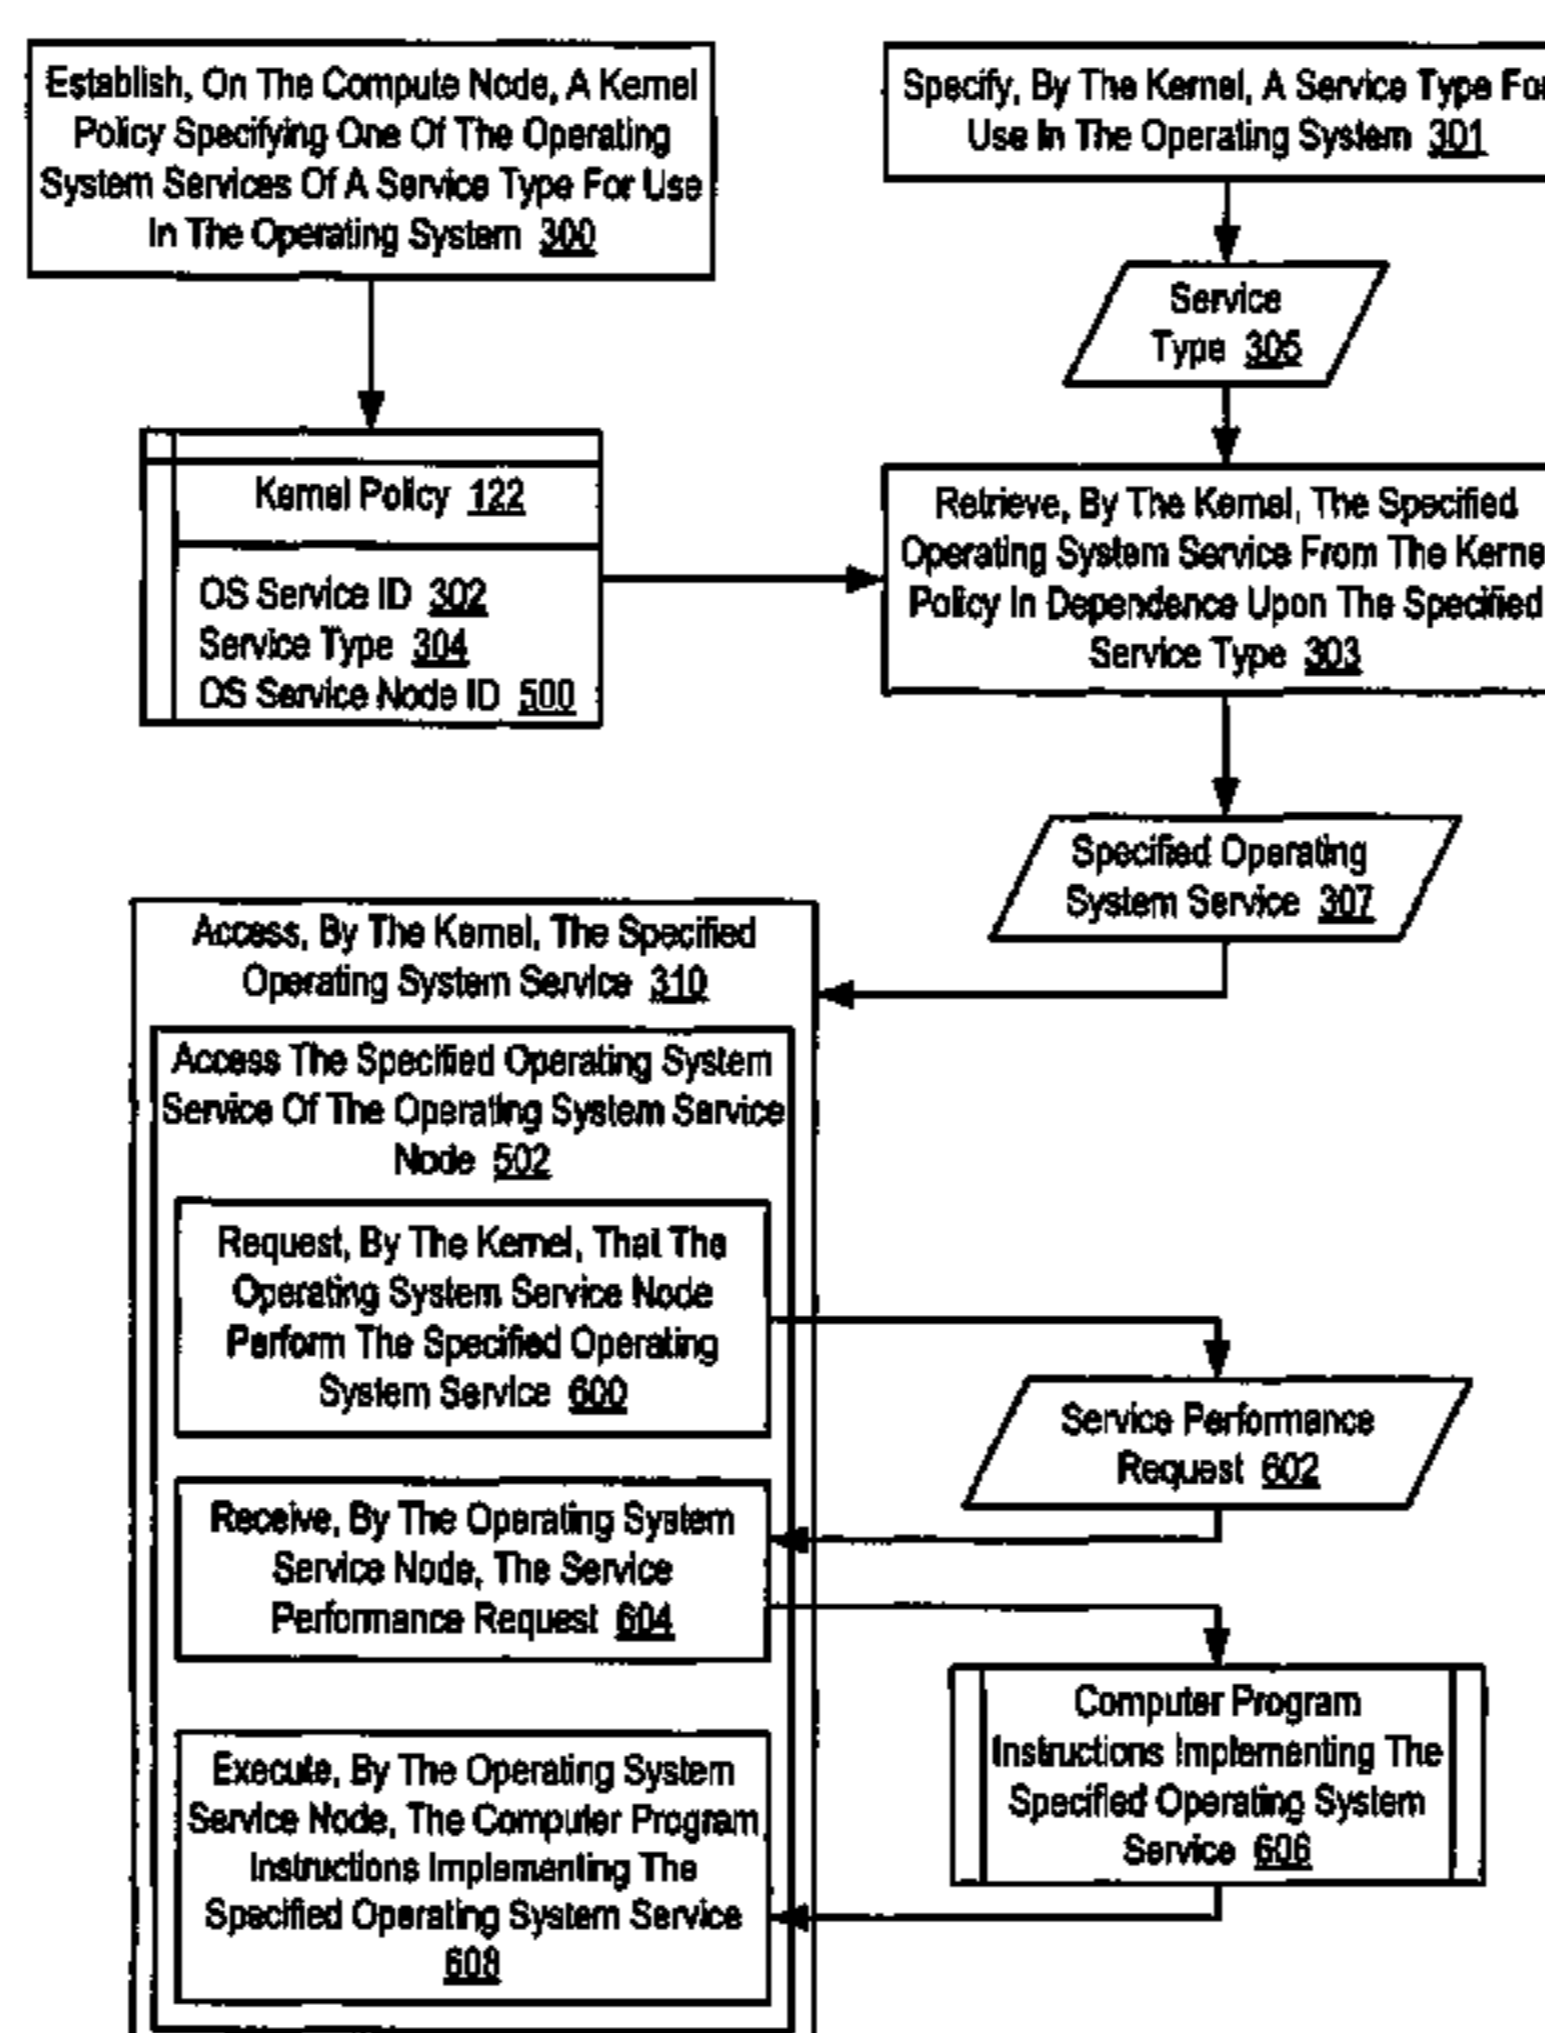 Establish, On The Compute Node, A Kernel
Policy Specifying One Of The Operating
System Services Of A Service Type For Use
In The Operating System 300
Specify, By The Kernel, A Service Type For
Use In The Operating System 301
Service
Type 305
Kernel Policy 122
OS Service ID 302
Service Type 304
OS Service Node ID 500
Retrieve, By The Kernel, The Specified
Operating System Service From The Kerne
Policy In Dependence Upon The Specified
Service Type 303
Specified Operating
System Service 307
Access, By The Kernel, The Specified
Operating System Service 310
Access The Specified Operating System
Service Of The Operating System Service
Node 502
Request, By The Kernel, That The
Operating System Service Node
Perform The Specified Operating
System Service 600
Service Performance
Request 602
Receive, By The Operating System
Service Node, The Service
Performance Request 604
Computer Program
Instructions Implementing The
Specified Operating System
Service 606
Execute, By The Operating System
Service Node, The Computer Program
Instructions Implementing The
Specified Operating System Service
608